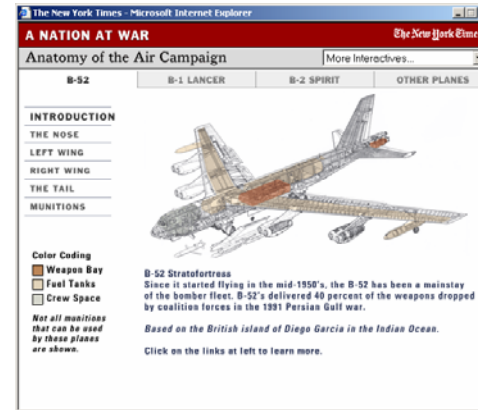 The New York Times - Microsoft Internet Explorer
A NATION AT WAR
The New York Times
Anatomy of the Air Campaign
More Interactives...
B-52
B-1 LANCER
B-2 SPIRIT
OTHER PLANES
INTRODUCTION
THE NOSE
LEFT WING
RIGHT WING
THE TAIL
MUNITIONS
Color Coding
Weapon Bay
Fuel Tanks
Crew Space
Not all munitions
that can be used
by these planes
are shown.
B-52 Stratofortress
Since it started flying in the mid-1950's, the B-52 has been a mainstay
of the bomber fleet. B-52's delivered 40 percent of the weapons dropped
by coalition forces in the 1991 Persian Gulf war.
Based on the British island of Diego Garcia in the Indian Ocean.
Click on the links at left to learn more.